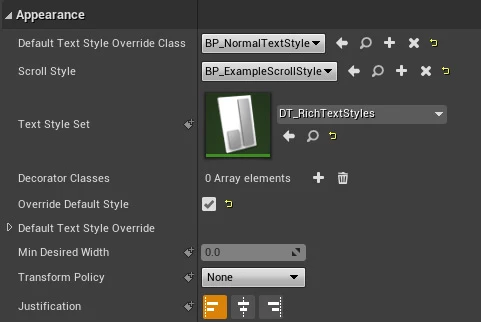 Appearance
Default Text Style Override Class BP_NormalTextStyle
Scroll Style BP_ExampleScrollStyle
DT_RichTextStyles
Text Style Set
Decorator Classes 0 Array elements
Override Default Style
Default Text Style Override
Min Desired Width 0.0
Transform Policy None
Justification